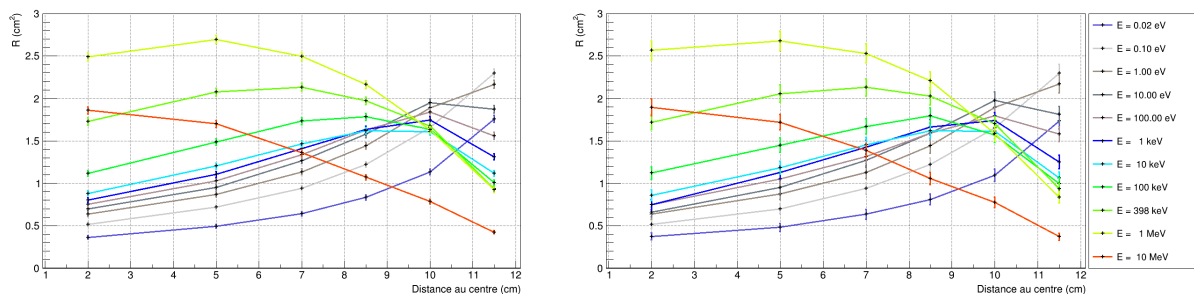 R (cm²)
3
2.5
2
1.5
1
0.5
0
1 2 3 4 5 6 7 8 9 10 11 12
Distance au centre (cm)
R (cm²)
3
2.5
2
1.5
1
0.5
0
1 2 3 4 5 6 7 8 9 10 11 12
Distance au centre (cm)
E = 0.02 eV
E = 0.10 eV
E = 1.00 eV
E = 10.00 eV
E = 100.00 eV
E = 1 keV
E = 10 keV
E = 100 keV
E = 398 keV
E = 1 MeV
E = 10 MeV